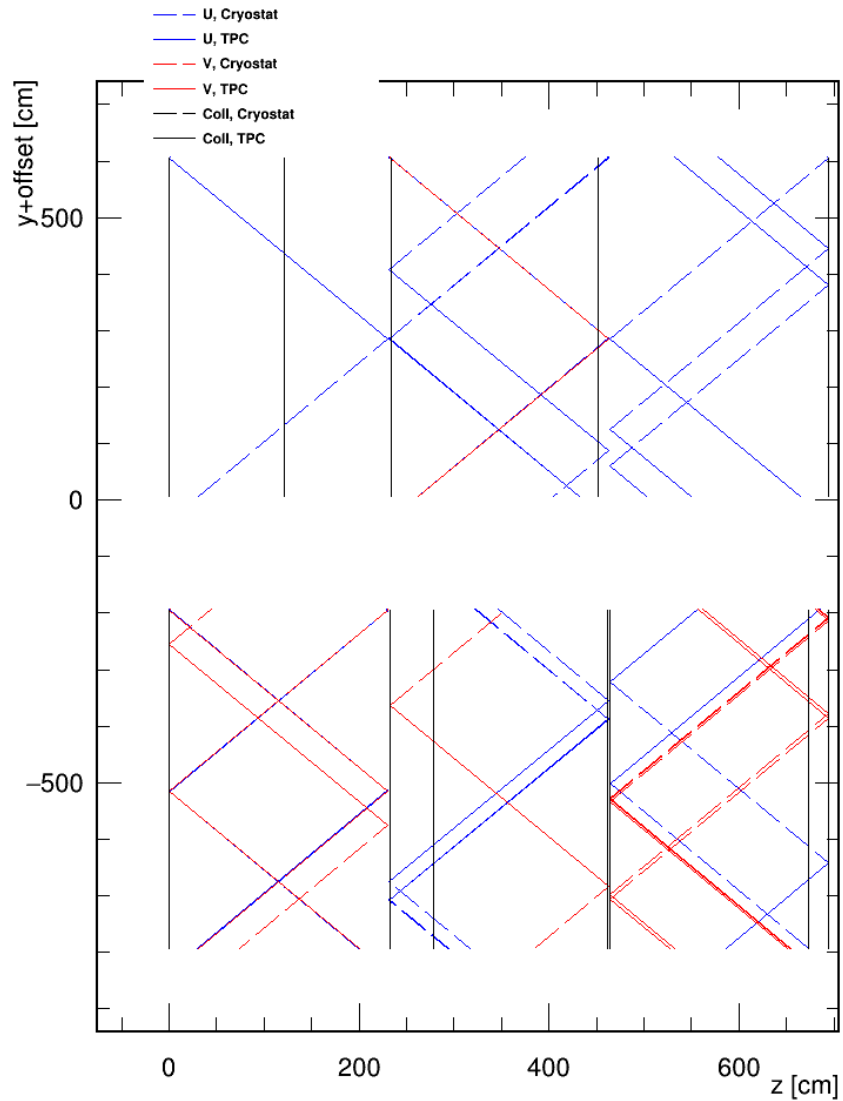 U, Cryostat
U, TPC
V, Cryostat
V, TPC
Coll, Cryostat
Coll, TPC
y+offset [cm]
500
0
−500
0
200
400
600
z [cm]